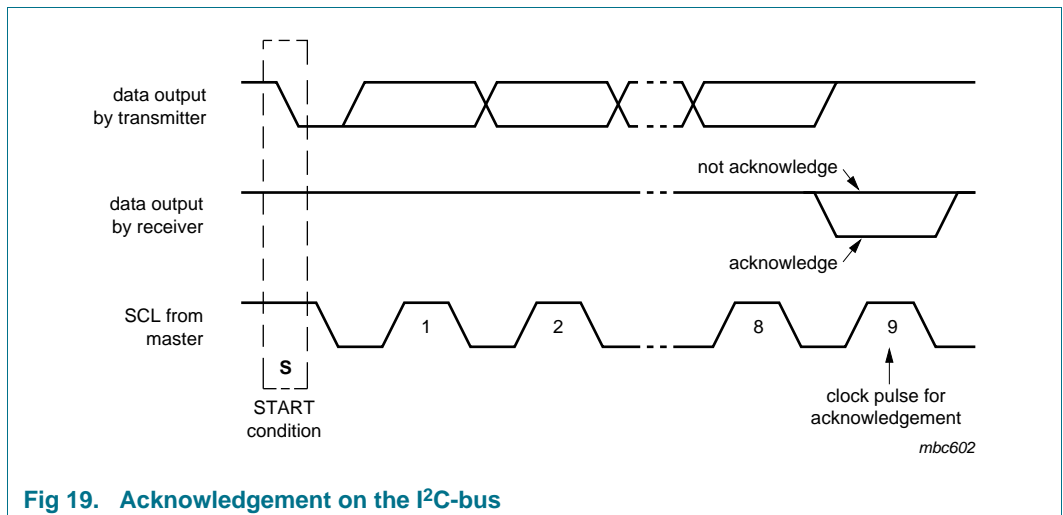 data output
by transmitter
not acknowledge
data output
by receiver
acknowledge
SCL from
master
1
2
8
9
S
START
condition
clock pulse for
acknowledgement
mbc602
Fig 19. Acknowledgement on the I²C-bus